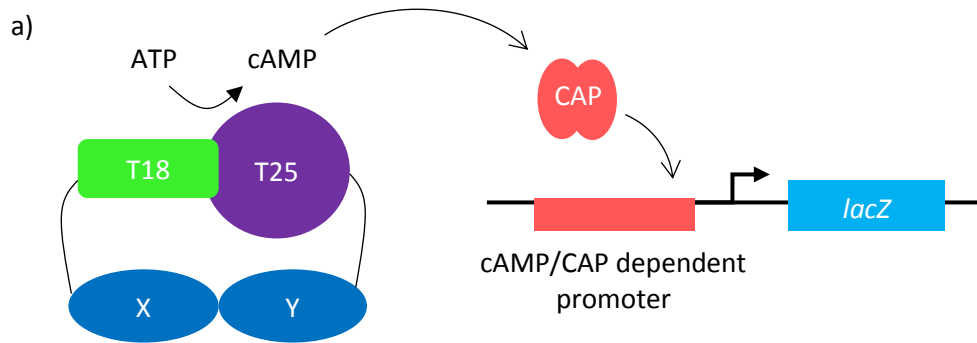 a)
ATP
cAMP
CAP
T18
T25
lacZ
cAMP/CAP dependent
promoter
X
Y